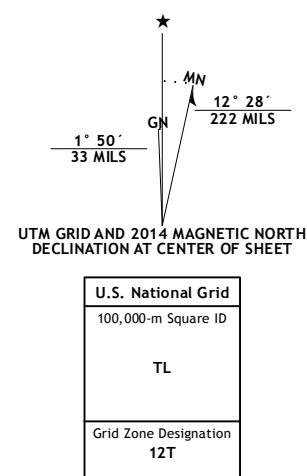 ★
MN
GN
12° 28´
222 MILS
1° 50´
33 MILS
UTM GRID AND 2014 MAGNETIC NORTH
DECLINATION AT CENTER OF SHEET
U.S. National Grid
100,000-m Square ID
TL
Grid Zone Designation
12T